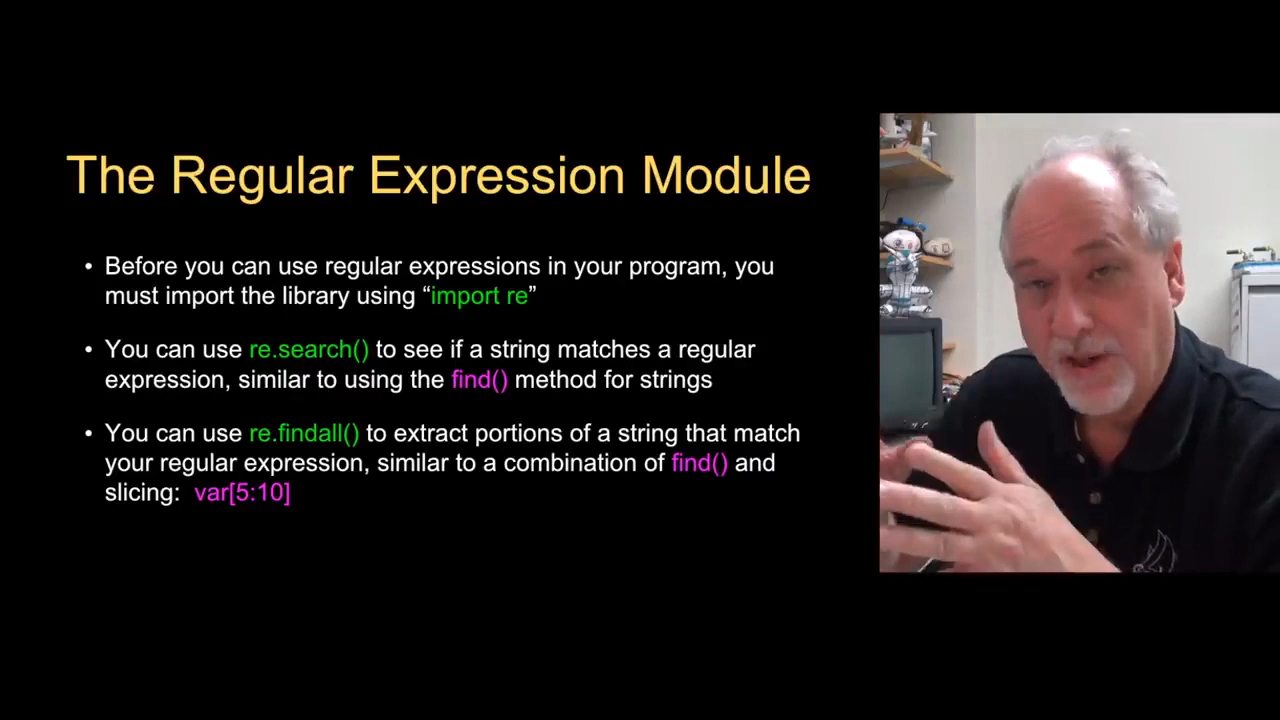 The Regular Expression Module
• Before you can use regular expressions in your program, you
must import the library using “import re”
• You can use re.search() to see if a string matches a regular
expression, similar to using the find() method for strings
• You can use re.findall() to extract portions of a string that match
your regular expression, similar to a combination of find() and
slicing: var[5:10]